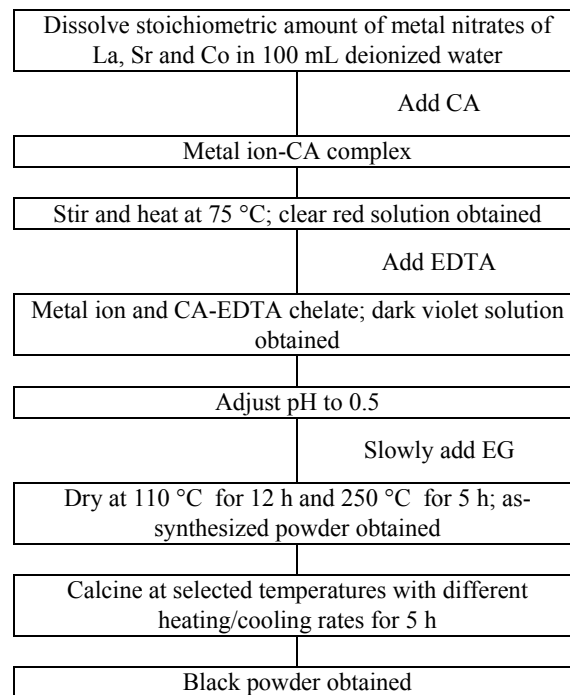 Dissolve stoichiometric amount of metal nitrates of
La, Sr and Co in 100 mL deionized water
Add CA
Metal ion-CA complex
Stir and heat at 75 °C; clear red solution obtained
Add EDTA
Metal ion and CA-EDTA chelate; dark violet solution
obtained
Adjust pH to 0.5
Slowly add EG
Dry at 110 °C for 12 h and 250 °C for 5 h; as-
synthesized powder obtained
Calcine at selected temperatures with different
heating/cooling rates for 5 h
Black powder obtained